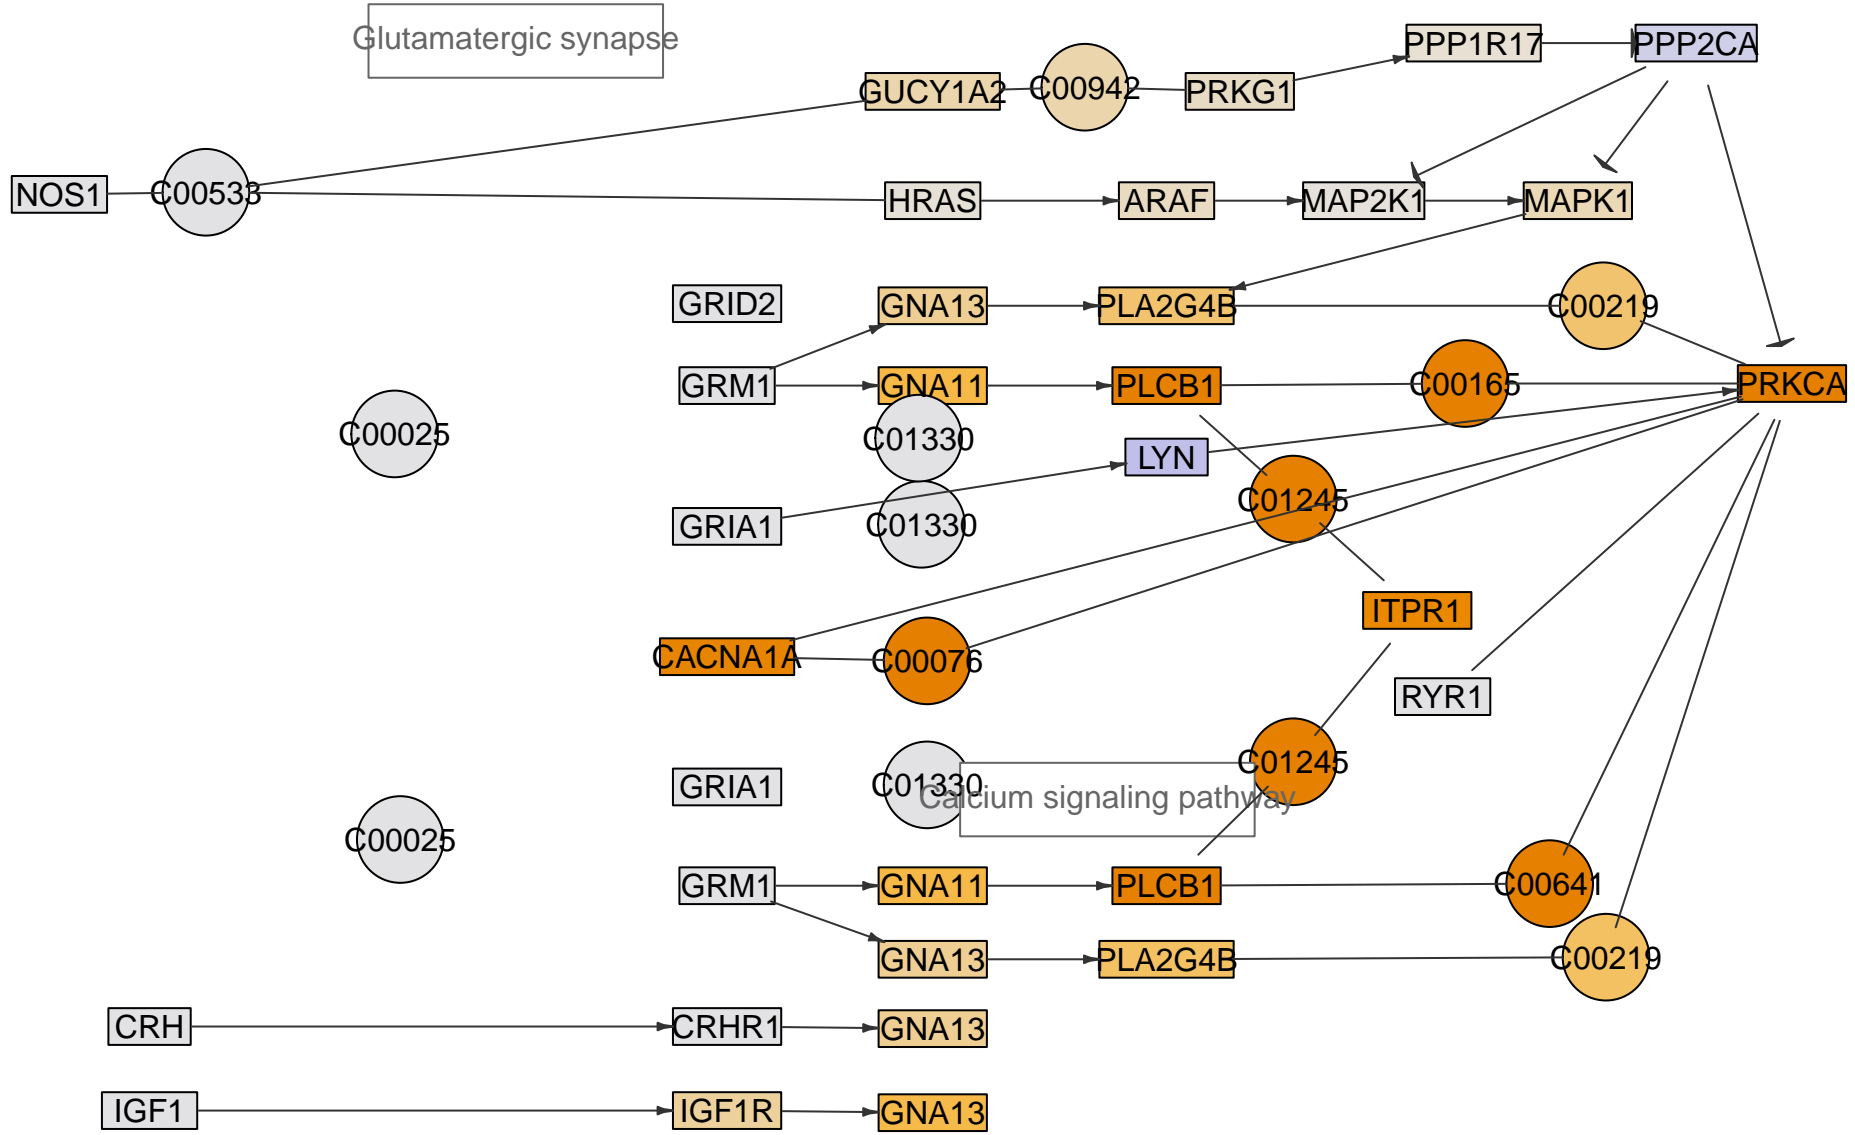 Glutamatergic synapse
PPP1R17
PPP2CA
GUCY1A2
C00942
PRKG1
NOS1
C00533
HRAS
ARAF
MAP2K1
MAPK1
GRID2
GNA13
PLA2G4B
C00219
GRM1
GNA11
PLCB1
C00165
PRKCA
C00025
C01330
LYN
GRIA1
C01330
C01245
ITPR1
CACNA1A
C00076
RYR1
GRIA1
C01330
C01245
Calcium signaling pathway
C00025
GRM1
GNA11
PLCB1
C00641
GNA13
PLA2G4B
C00219
CRH
CRHR1
GNA13
IGF1
IGF1R
GNA13